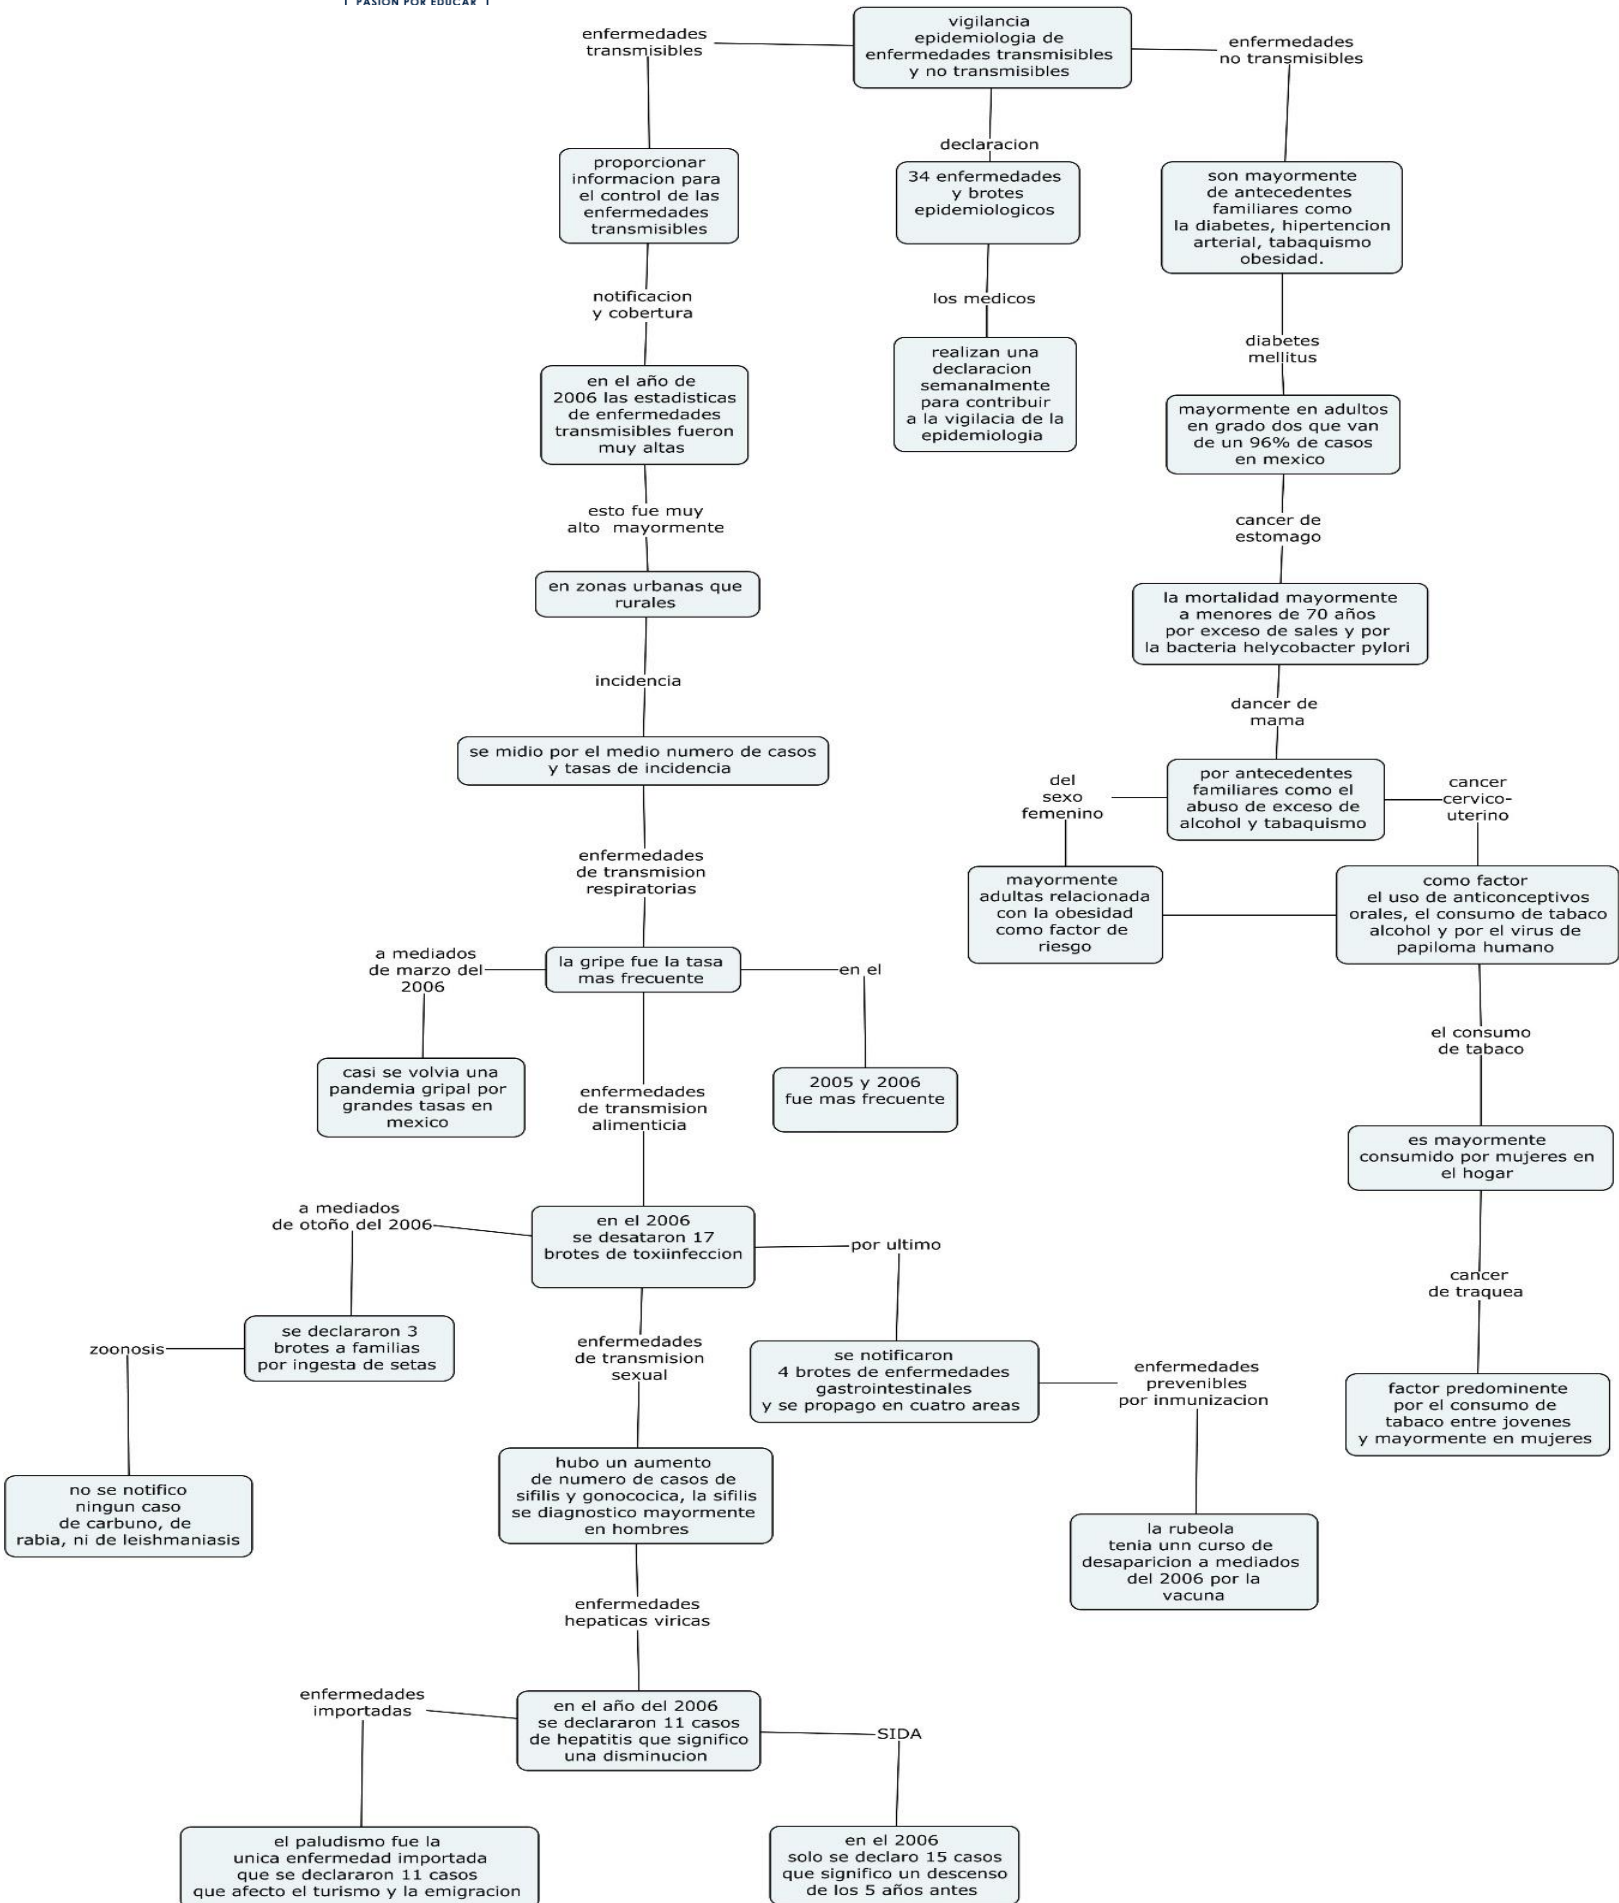 | PASIÓN POR EDUCAR |
vigilancia
epidemiologia de
enfermedades transmisibles
y no transmisibles
enfermedades
transmisibles
proporcionar
informacion para
el control de las
enfermedades
transmisibles
notificacion
y cobertura
en el año de
2006 las estadisticas
de enfermedades
transmisibles fueron
muy altas
esto fue muy
alto mayormente
en zonas urbanas que
rurales
incidencia
se midio por el medio numero de casos
y tasas de incidencia
enfermedades
de transmision
respiratorias
la gripe fue la tasa
mas frecuente
a mediados
de marzo del
2006
casi se volvia una
pandemia gripal por
grandes tasas en
mexico
en el
2005 y 2006
fue mas frecuente
enfermedades
de transmision
alimenticia
en el 2006
se desataron 17
brotes de toxiinfeccion
a mediados
de otoño del 2006
se declararon 3
brotes a familias
por ingesta de setas
zoonosis
no se notifico
ningun caso
de carbuno, de
rabia, ni de leishmaniasis
por ultimo
se notificaron
4 brotes de enfermedades
gastrointestinales
y se propago en cuatro areas
enfermedades
prevenibles
por inmunizacion
la rubeola
tenia unn curso de
desaparicion a mediados
del 2006 por la
vacuna
enfermedades
de transmision
sexual
hubo un aumento
de numero de casos de
sifilis y gonococica, la sifilis
se diagnostico mayormente
en hombres
enfermedades
hepaticas viricas
en el año del 2006
se declararon 11 casos
de hepatitis que significo
una disminucion
enfermedades
importadas
el paludismo fue la
unica enfermedad importada
que se declararon 11 casos
que afecto el turismo y la emigracion
SIDA
en el 2006
solo se declaro 15 casos
que significo un descenso
de los 5 años antes
declaracion
34 enfermedades
y brotes
epidemiologicos
los medicos
realizan una
declaracion
semanalmente
para contribuir
a la vigilacia de la
epidemiologia
enfermedades
no transmisibles
son mayormente
de antecedentes
familiares como
la diabetes, hipertencion
arterial, tabaquismo
obesidad.
diabetes
mellitus
mayormente en adultos
en grado dos que van
de un 96% de casos
en mexico
cancer de
estomago
la mortalidad mayormente
a menores de 70 años
por exceso de sales y por
la bacteria helycobacter pylori
dancer de
mama
por antecedentes
familiares como el
abuso de exceso de
alcohol y tabaquismo
del
sexo
femenino
mayormente
adultas relacionada
con la obesidad
como factor de
riesgo
cancer
cervico-
uterino
como factor
el uso de anticonceptivos
orales, el consumo de tabaco
alcohol y por el virus de
papiloma humano
el consumo
de tabaco
es mayormente
consumido por mujeres en
el hogar
cancer
de traquea
factor predominente
por el consumo de
tabaco entre jovenes
y mayormente en mujeres